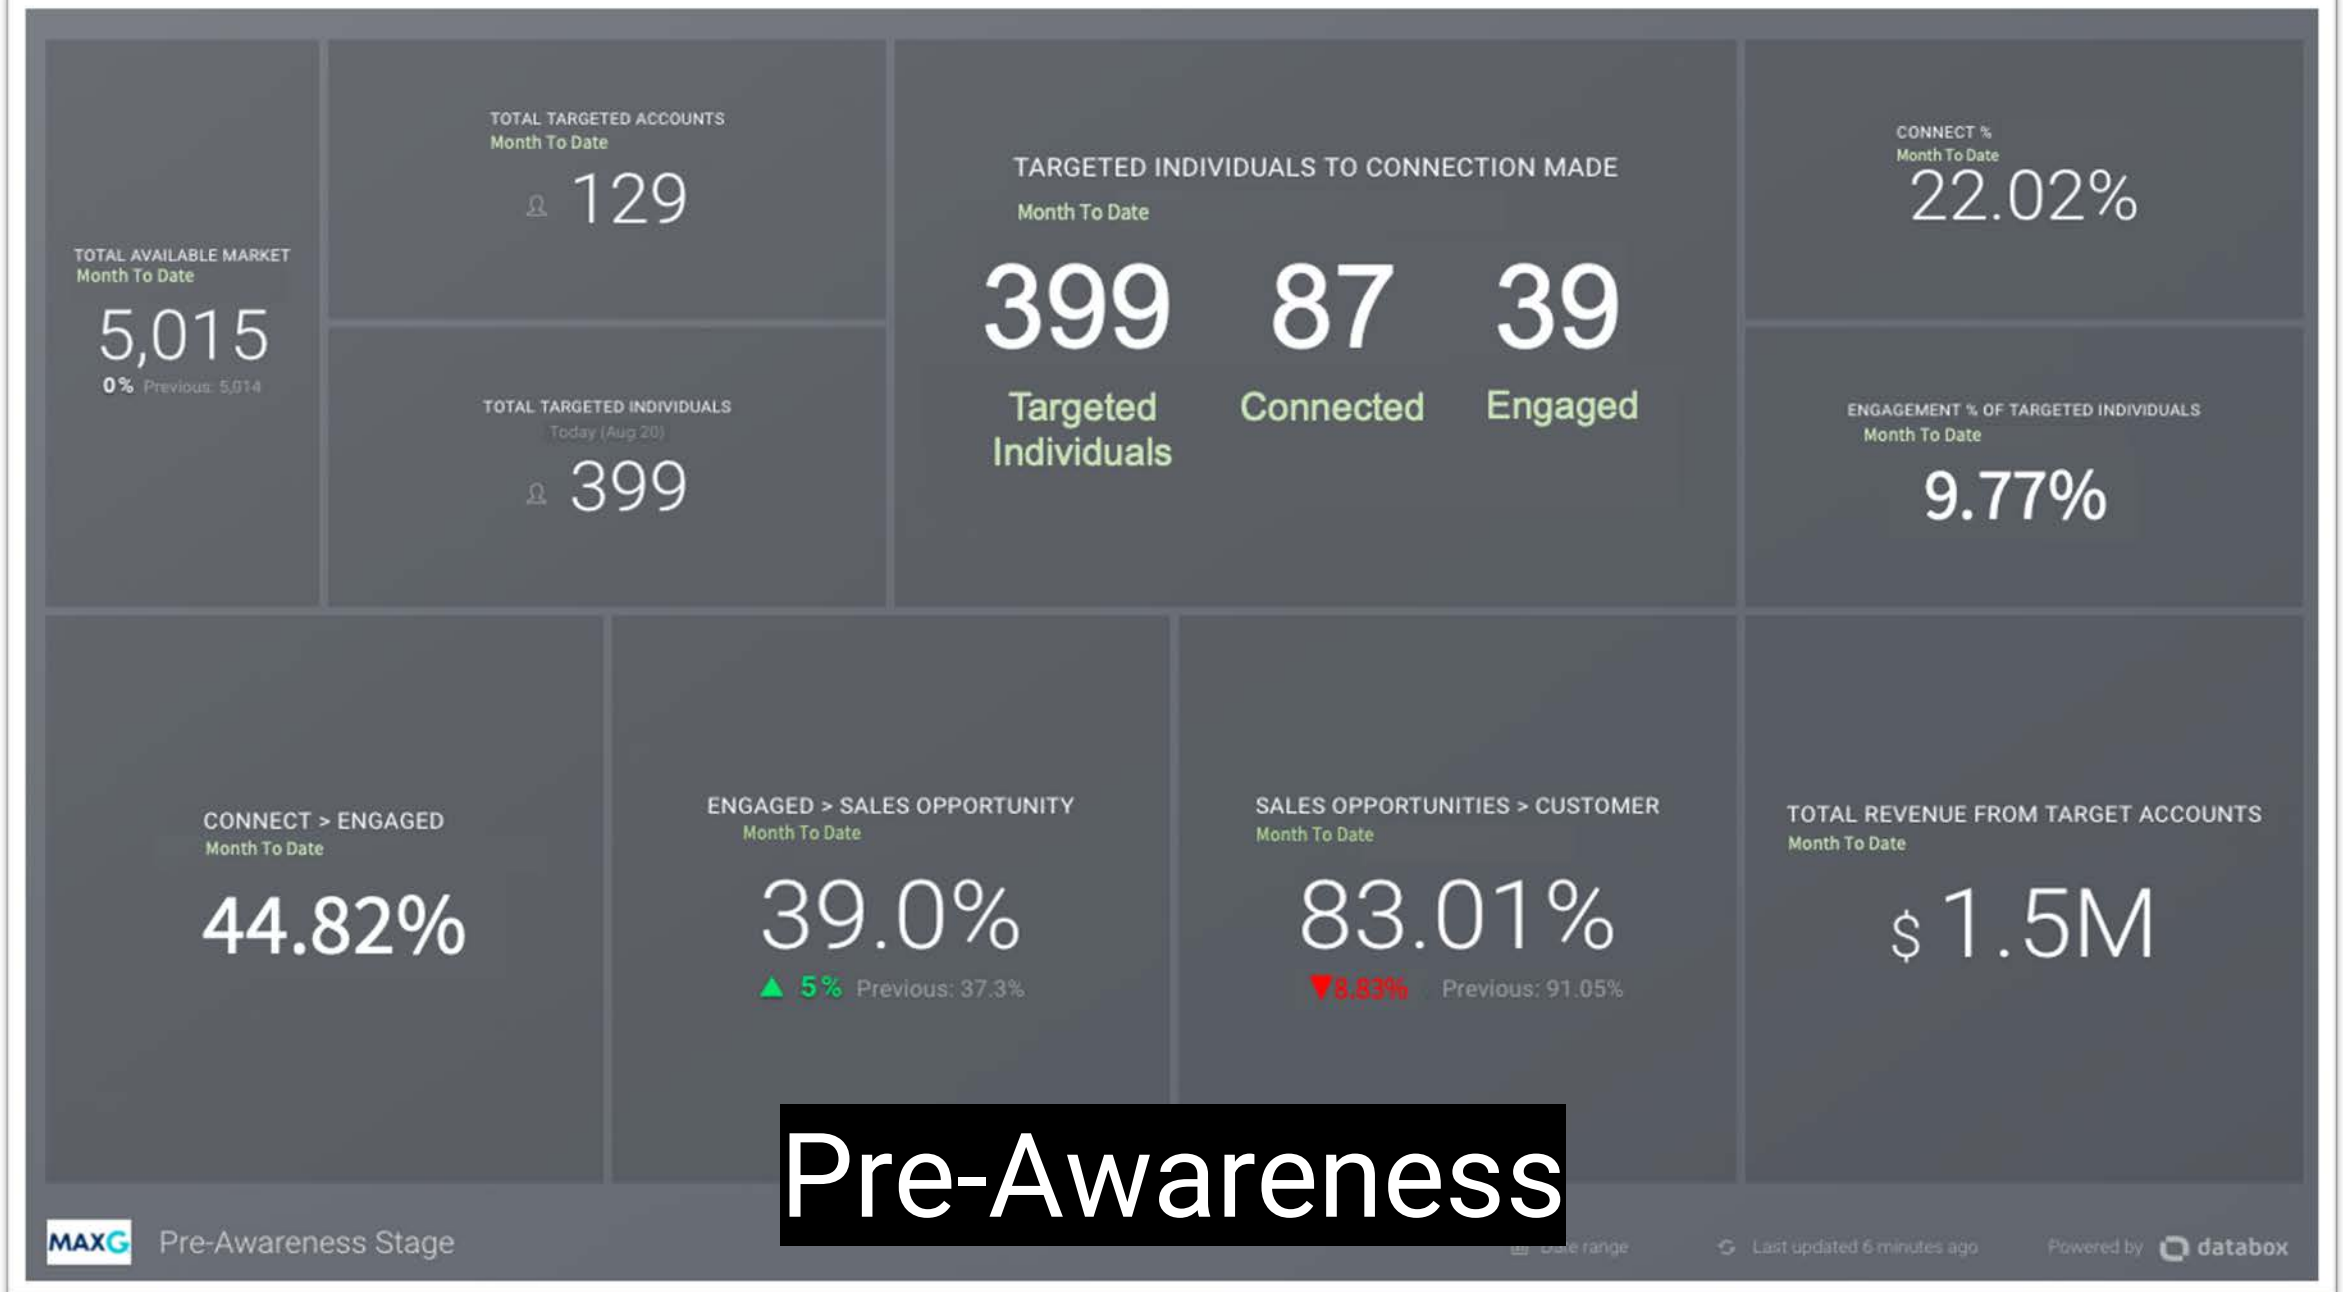 TOTAL AVAILABLE MARKET
Month To Date
5,015
0% Previous: 5,014
TOTAL TARGETED ACCOUNTS
Month To Date
129
TOTAL TARGETED INDIVIDUALS
Today (Aug 20)
399
TARGETED INDIVIDUALS TO CONNECTION MADE
Month To Date
399 87 39
Targeted Connected Engaged
Individuals
CONNECT %
Month To Date
22.02%
ENGAGEMENT % OF TARGETED INDIVIDUALS
Month To Date
9.77%
CONNECT > ENGAGED
Month To Date
44.82%
ENGAGED > SALES OPPORTUNITY
Month To Date
39.0%
▲ 5% Previous: 37.3%
SALES OPPORTUNITIES > CUSTOMER
Month To Date
83.01%
▼8.83% Previous: 91.05%
TOTAL REVENUE FROM TARGET ACCOUNTS
Month To Date
$ 1.5M
Pre-Awareness
MAXG Pre-Awareness Stage
Date range
Last updated 6 minutes ago
Powered by databox